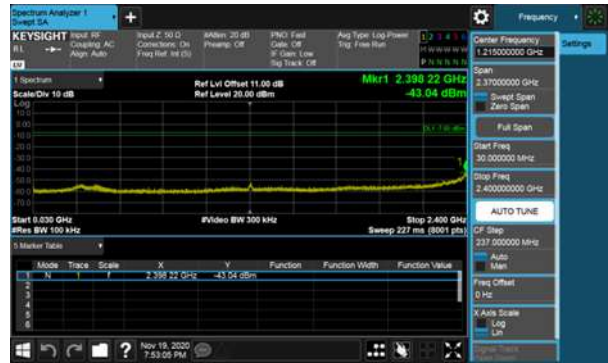 Spectrum Analyzer 1
Swept SA
Frequency
KEYSIGHT
Input: RF
Input Z: 50 Ω
#Atten: 20 dB
PNO: Fast
Avg Type: Log-Power
RL
Coupling: AC
Corrections: On
Preamp: Off
Gate: Off
Trig: Free Run
Align: Auto
Freq Ref: Int (S)
IF Gain: Low
Sig Track: Off
P N N N N N
Center Frequency
1.215000000 GHz
Settings
1 Spectrum
Scale/Div 10 dB
Ref Lvl Offset 11.00 dB
Ref Level 20.00 dBm
Mkr1 2.398 22 GHz
-43.04 dBm
Log
Span
2.37000000 GHz
Swept Span
Zero Span
Full Span
Start Freq
30.000000 MHz
Stop Freq
2.400000000 GHz
AUTO TUNE
CF Step
237.000000 MHz
Auto
Man
Freq Offset
0 Hz
X Axis Scale
Log
Lin
Start 0.030 GHz
#Res BW 100 kHz
#Video BW 300 kHz
Stop 2.400 GHz
Sweep 227 ms (8001 pts)
5 Marker Table
Mode Trace Scale X Y Function Function Width Function Value
1 N 1 f 2.398 22 GHz -43.04 dBm
2
3
4
5
6
Nov 19, 2020
7:53:05 PM